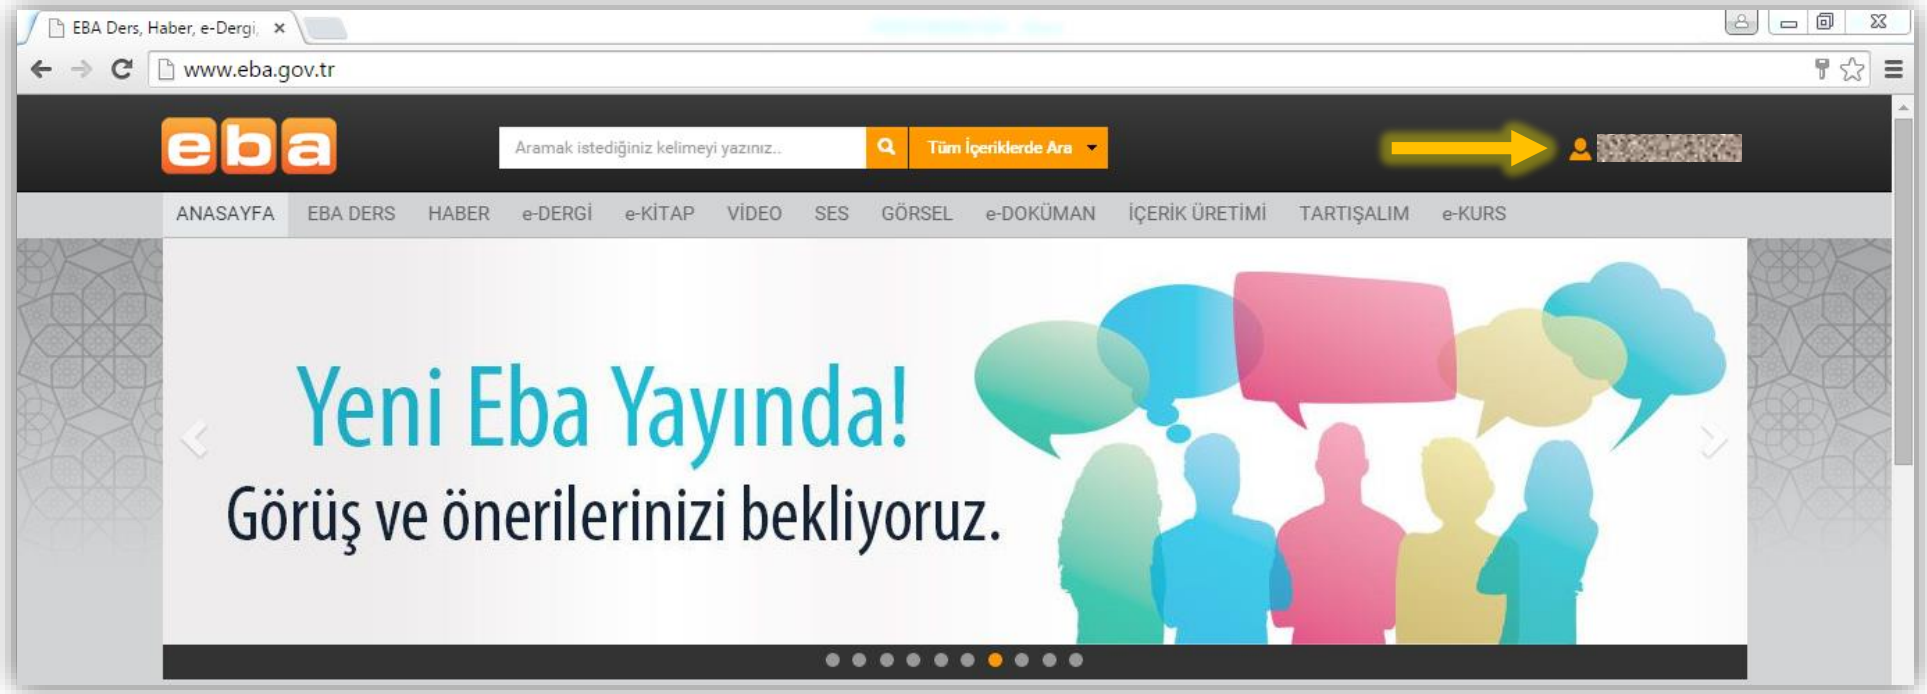 EBA Ders, Haber, e-Dergi,
www.eba.gov.tr
eba
Aramak istediğiniz kelimeyi yazınız..
Tüm İçeriklerde Ara
ANASAYFA EBA DERS HABER e-DERGİ e-KİTAP VİDEO SES GÖRSEL e-DOKÜMAN İÇERİK ÜRETİMİ TARTIŞALIM e-KURS
Yeni Eba Yayında!
Görüş ve önerilerinizi bekliyoruz.